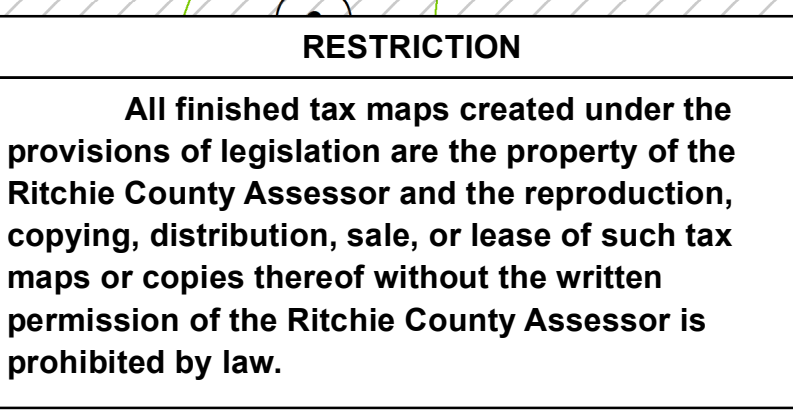 RESTRICTION
All finished tax maps created under the
provisions of legislation are the property of the
Ritchie County Assessor and the reproduction,
copying, distribution, sale, or lease of such tax
maps or copies thereof without the written
permission of the Ritchie County Assessor is
prohibited by law.